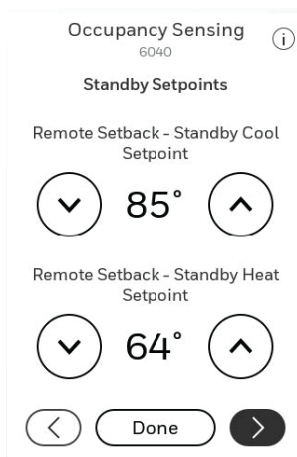 Occupancy Sensing
6040
Standby Setpoints
Remote Setback - Standby Cool
Setpoint
85°
Remote Setback - Standby Heat
Setpoint
64°
Done